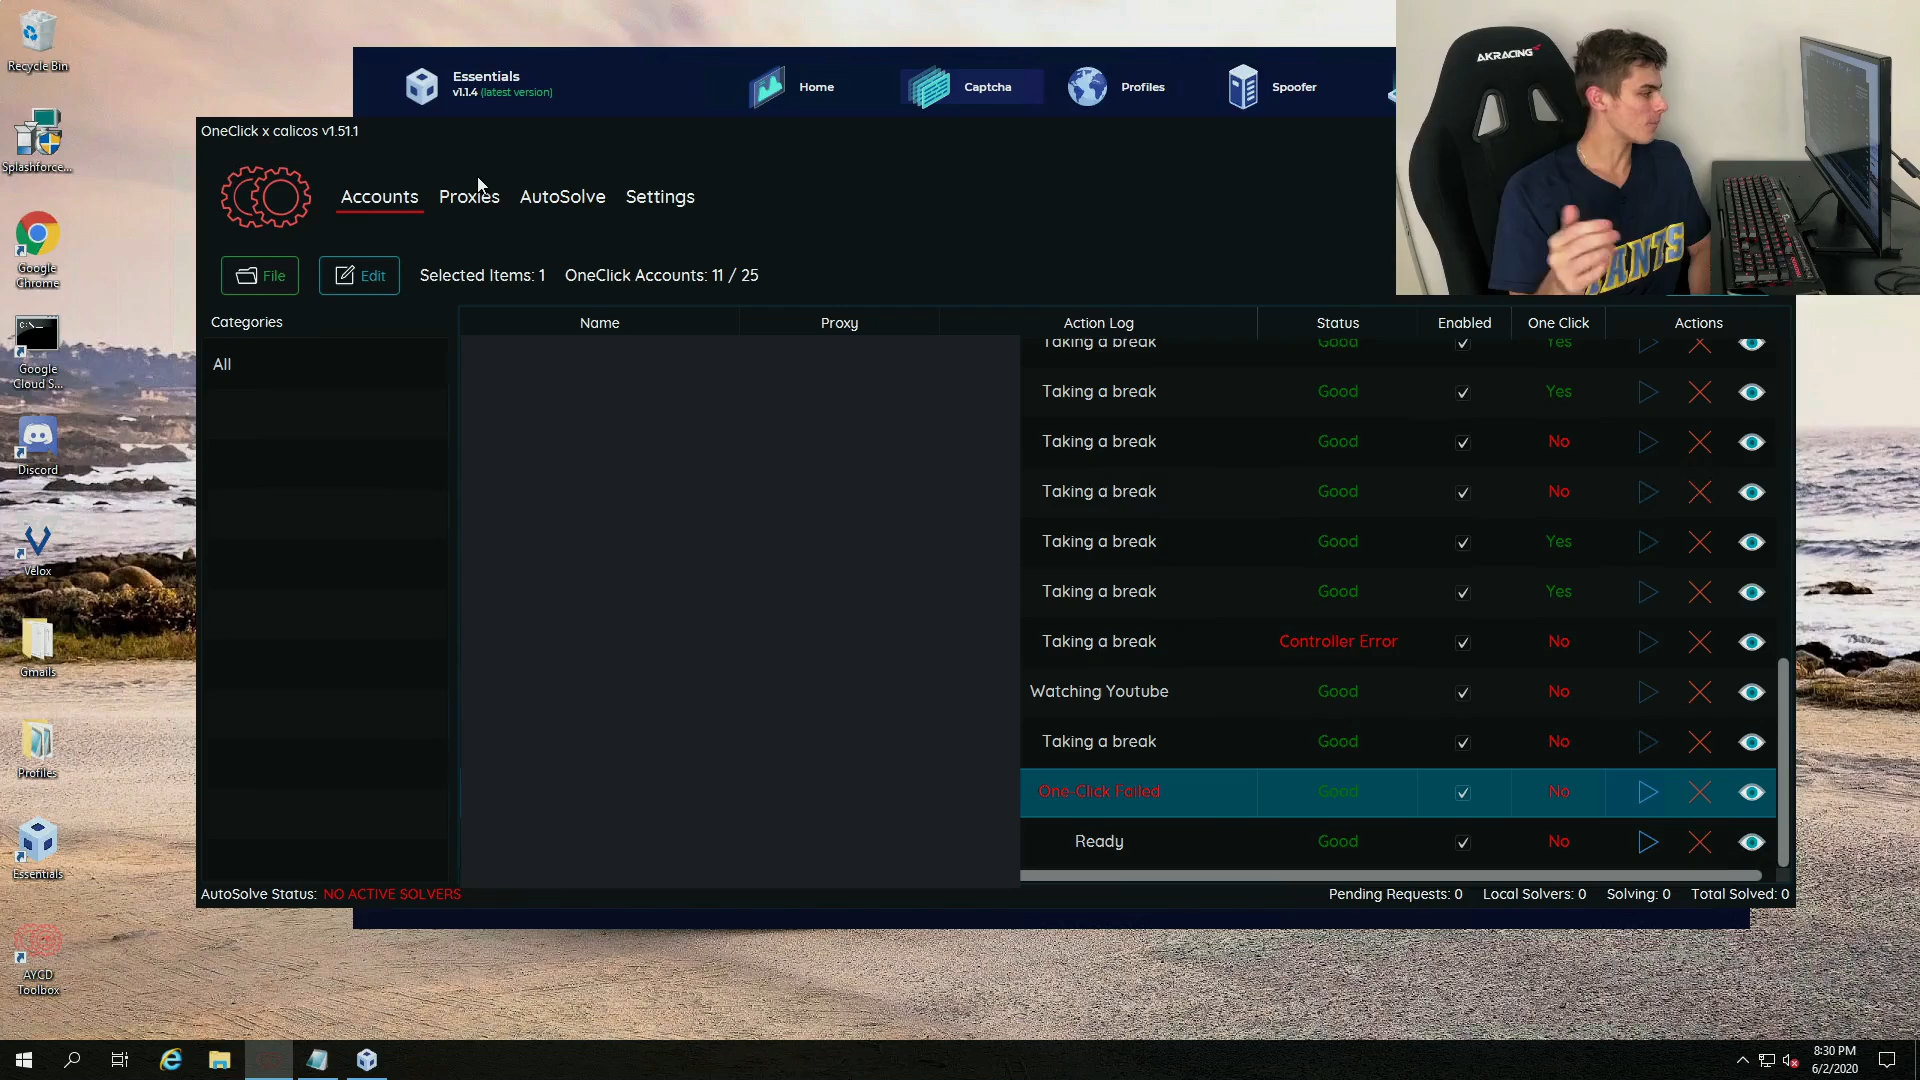 Recycle Bin
Splashforce...
Google
Chrome
Google
Cloud S...
Discord
Velox
Gmails
Profiles
Essentials
AYCD
Toolbox
Essentials
v1.1.4 (latest version)
Home
Captcha
Profiles
Spoofer
AKRACING
ANTS
OneClick x calicos v1.51.1
Accounts
Proxies
AutoSolve
Settings
File
Edit
Selected Items: 1
OneClick Accounts: 11 / 25
Categories
All
Name Proxy Action Log Status Enabled One Click Actions
Taking a break Good Yes
Taking a break Good Yes
Taking a break Good No
Taking a break Good No
Taking a break Good Yes
Taking a break Good Yes
Taking a break Controller Error No
Watching Youtube Good No
Taking a break Good No
One-Click Failed Good No
Ready Good No
AutoSolve Status: NO ACTIVE SOLVERS
Pending Requests: 0 Local Solvers: 0 Solving: 0 Total Solved: 0
8:30 PM
6/2/2020